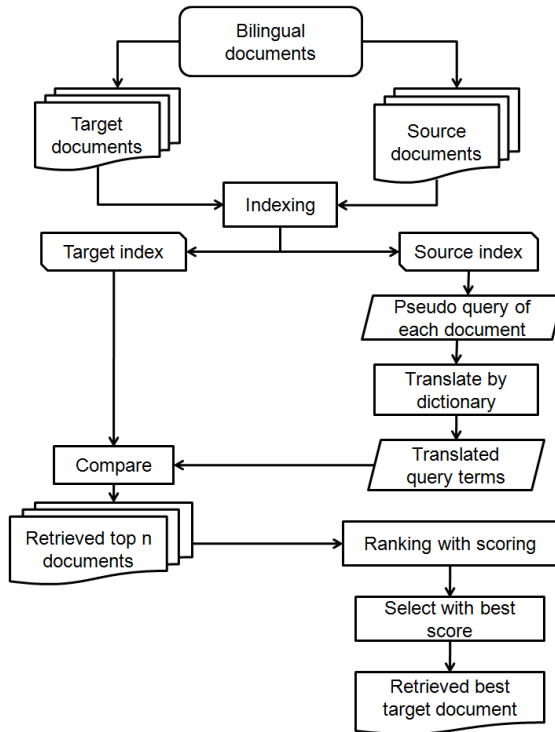 Bilingual
documents
Target
documents
Source
documents
Indexing
Target index
Source index
Pseudo query of
each document
Translate by
dictionary
Compare
Translated
query terms
Retrieved top n
documents
Ranking with scoring
Select with best
score
Retrieved best
target document